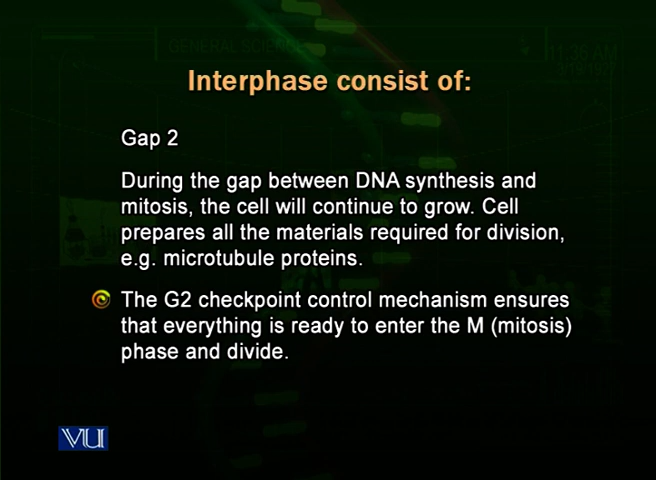 GENERAL SCIENCE
Interphase consist of:
Gap 2
During the gap between DNA synthesis and
mitosis, the cell will continue to grow. Cell
prepares all the materials required for division,
e.g. microtubule proteins.
The G2 checkpoint control mechanism ensures
that everything is ready to enter the M (mitosis)
phase and divide.
VU